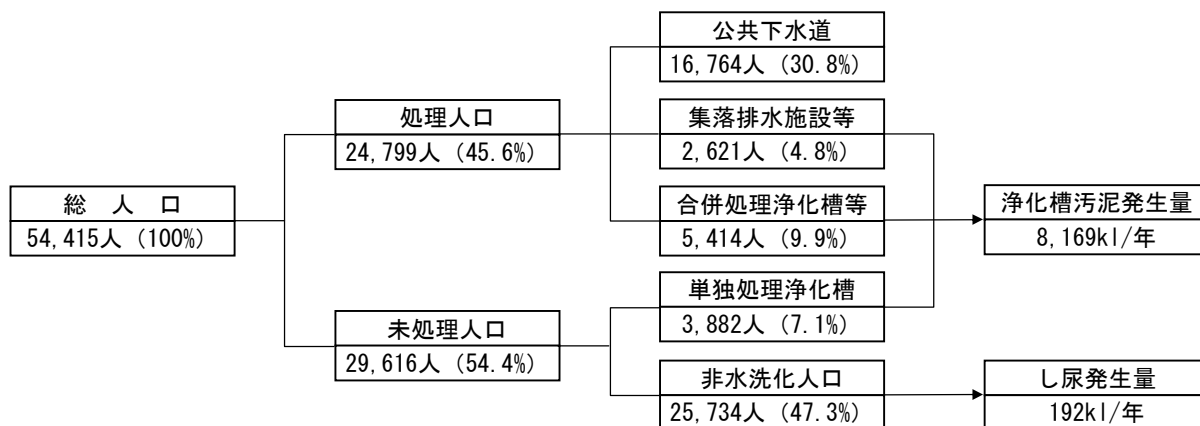 総 人 口
54,415人 (100%)
処理人口
24,799人 (45.6%)
未処理人口
29,616人 (54.4%)
公共下水道
16,764人 (30.8%)
集落排水施設等
2,621人 (4.8%)
合併処理浄化槽等
5,414人 (9.9%)
単独処理浄化槽
3,882人 (7.1%)
非水洗化人口
25,734人 (47.3%)
浄化槽汚泥発生量
8,169kl/年
し尿発生量
192kl/年